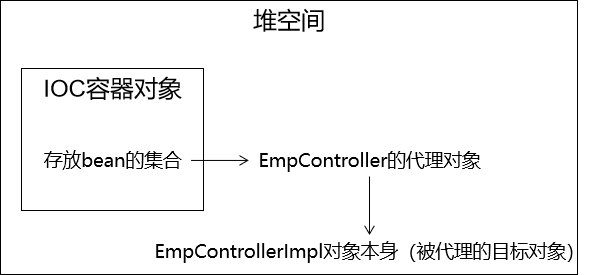 堆空间
IOC容器对象
存放bean的集合
EmpController的代理对象
EmpControllerImpl对象本身（被代理的目标对象）